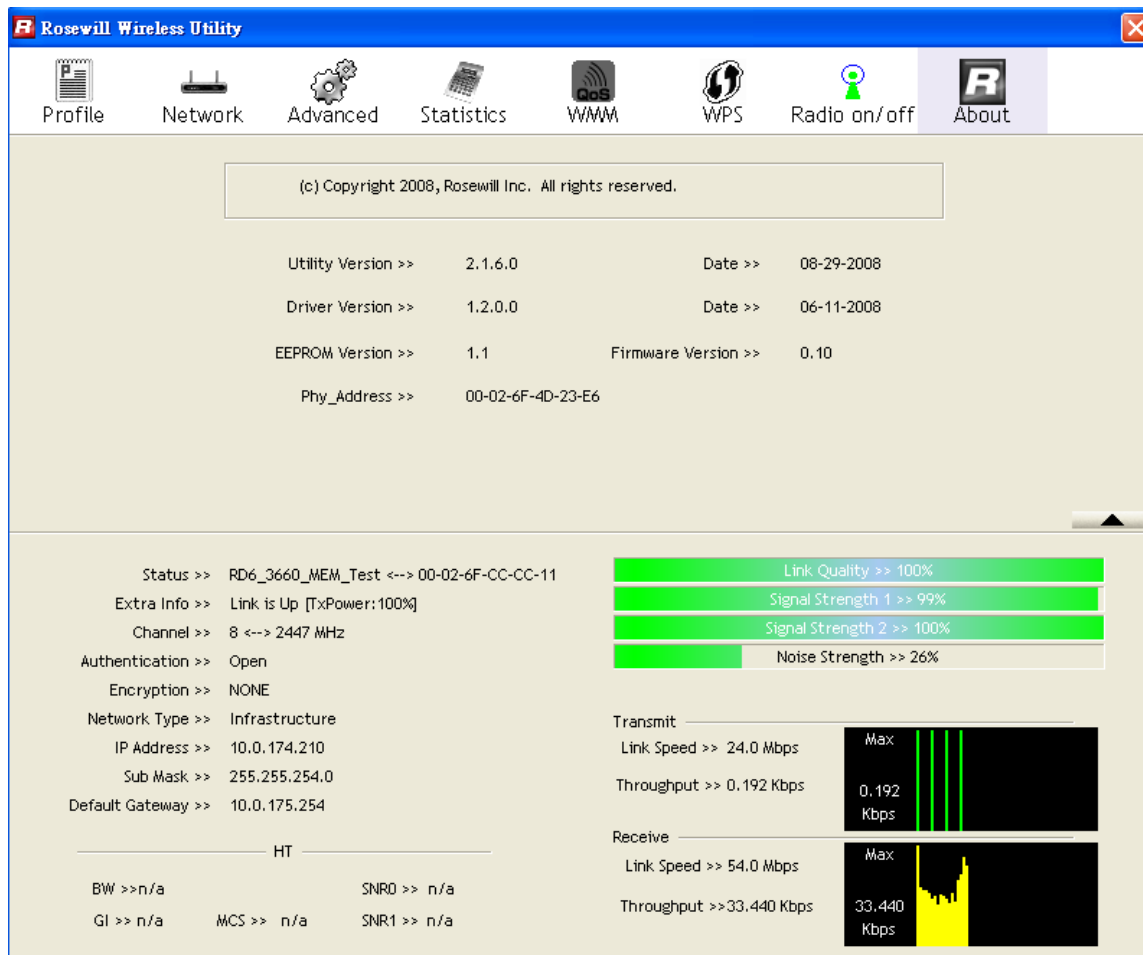 R Rosewill Wireless Utility
Profile Network Advanced Statistics QoS WMM WPS Radio on/off R About
(c) Copyright 2008, Rosewill Inc. All rights reserved.
Utility Version >> 2.1.6.0 Date >> 08-29-2008
Driver Version >> 1.2.0.0 Date >> 06-11-2008
EEPROM Version >> 1.1 Firmware Version >> 0.10
Phy_Address >> 00-02-6F-4D-23-E6
Status >> RD6_3660_MEM_Test <--> 00-02-6F-CC-CC-11
Extra Info >> Link is Up [TxPower:100%]
Channel >> 8 <--> 2447 MHz
Authentication >> Open
Encryption >> NONE
Network Type >> Infrastructure
IP Address >> 10.0.174.210
Sub Mask >> 255.255.254.0
Default Gateway >> 10.0.175.254
HT
BW >>n/a SNR0 >> n/a
GI >> n/a MCS >> n/a SNR1 >> n/a
Link Quality >> 100%
Signal Strength 1 >> 99%
Signal Strength 2 >> 100%
Noise Strength >> 26%
Transmit
Link Speed >> 24.0 Mbps
Throughput >> 0.192 Kbps
Max
0.192
Kbps
Receive
Link Speed >> 54.0 Mbps
Throughput >>33.440 Kbps
Max
33.440
Kbps